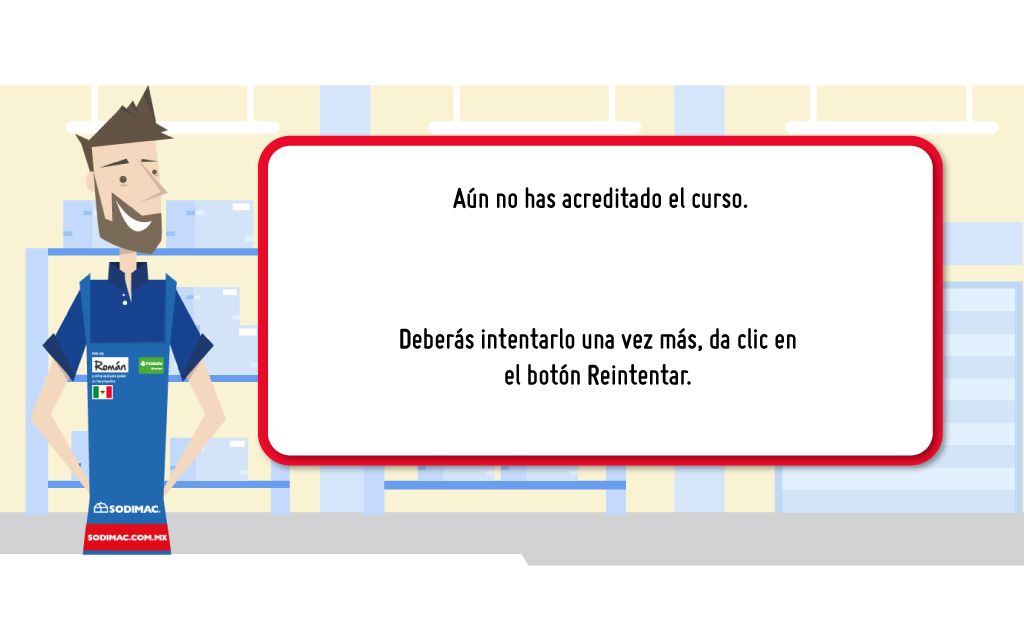 Aún no has acreditado el curso.
Deberás intentarlo una vez más, da clic en
el botón Reintentar.
Román
SODIMAC.
SODIMAC.COM.MX